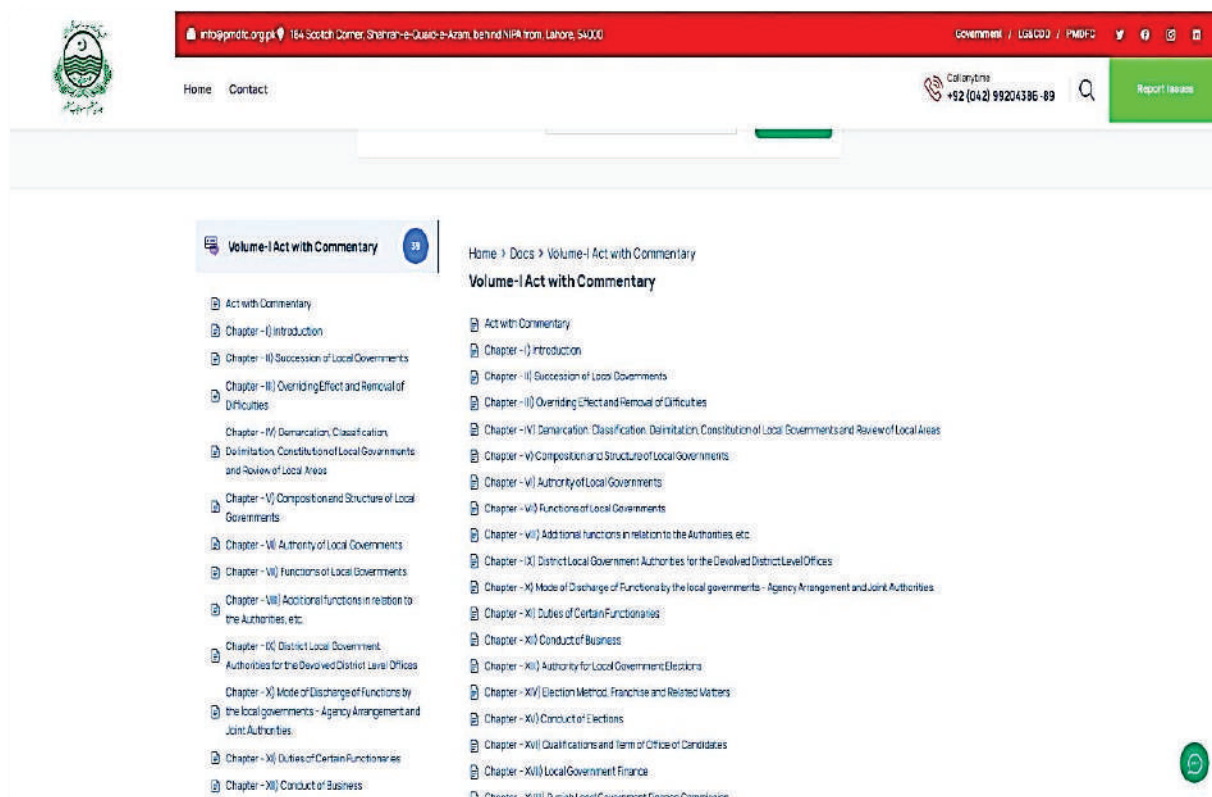 info@pmdfc.org.pk 184 Scotch Corner, Shahrah-e-Quaid-e-Azam, behind NIPA from, Lahore, 54000
Government / LG&CDD / PMDFC
Home Contact
Call anytime
+92 (042) 99204386 -89
Report Issues
Volume-I Act with Commentary
39
Act with Commentary
Chapter - I) Introduction
Chapter - II) Succession of Local Governments
Chapter - III) Overriding Effect and Removal of
Difficulties
Chapter - IV) Demarcation, Classification,
Delimitation, Constitution of Local Governments
and Review of Local Areas
Chapter - V) Composition and Structure of Local
Governments
Chapter - VI) Authority of Local Governments
Chapter - VII) Functions of Local Governments
Chapter - VIII) Additional functions in relation to
the Authorities, etc.
Chapter - IX) District Local Government
Authorities for the Devolved District Level Offices
Chapter - X) Mode of Discharge of Functions by
the local governments - Agency Arrangement and
Joint Authorities.
Chapter - XI) Duties of Certain Functionaries
Chapter - XII) Conduct of Business
Home > Docs > Volume-I Act with Commentary
Volume-I Act with Commentary
Act with Commentary
Chapter - I) Introduction
Chapter - II) Succession of Local Governments
Chapter - III) Overriding Effect and Removal of Difficulties
Chapter - IV) Demarcation, Classification, Delimitation, Constitution of Local Governments and Review of Local Areas
Chapter - V) Composition and Structure of Local Governments
Chapter - VI) Authority of Local Governments
Chapter - VII) Functions of Local Governments
Chapter - VIII) Additional functions in relation to the Authorities, etc.
Chapter - IX) District Local Government Authorities for the Devolved District Level Offices
Chapter - X) Mode of Discharge of Functions by the local governments - Agency Arrangement and Joint Authorities.
Chapter - XI) Duties of Certain Functionaries
Chapter - XII) Conduct of Business
Chapter - XIII) Authority for Local Government Elections
Chapter - XIV) Election Method, Franchise and Related Matters
Chapter - XV) Conduct of Elections
Chapter - XVI) Qualifications and Term of Office of Candidates
Chapter - XVII) Local Government Finance
Chapter - XVIII) Punjab Local Government Finance Commission